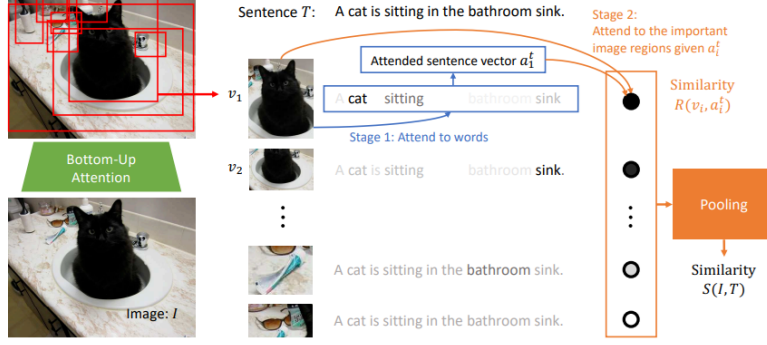 Sentence T: A cat is sitting in the bathroom sink.
Stage 2:
Attend to the important
image regions given a_i^t
Attended sentence vector a_1^t
Similarity
R(v_i, a_i^t)
v_1
A cat sitting bathroom sink
Stage 1: Attend to words
Bottom-Up
Attention
v_2
A cat is sitting bathroom sink.
⋮ ⋮
Pooling
A cat is sitting in the bathroom sink.
Similarity
S(I, T)
Image: I
A cat is sitting in the bathroom sink.